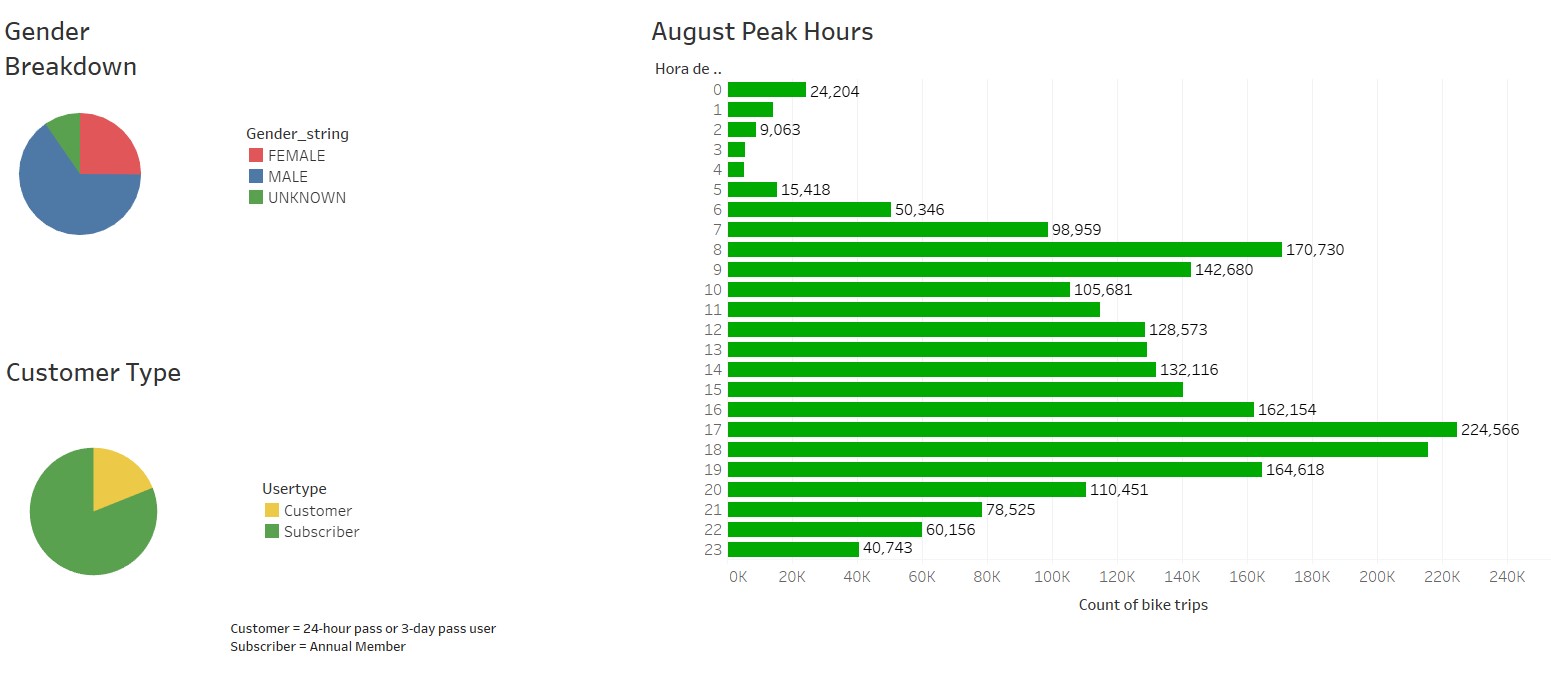 Gender
Breakdown
Gender_string
FEMALE
MALE
UNKNOWN
Customer Type
Usertype
Customer
Subscriber
Customer = 24-hour pass or 3-day pass user
Subscriber = Annual Member
August Peak Hours
Hora de ..
0 24,204
1
2 9,063
3
4
5 15,418
6 50,346
7 98,959
8 170,730
9 142,680
10 105,681
11
12 128,573
13
14 132,116
15
16 162,154
17 224,566
18
19 164,618
20 110,451
21 78,525
22 60,156
23 40,743
0K 20K 40K 60K 80K 100K 120K 140K 160K 180K 200K 220K 240K
Count of bike trips